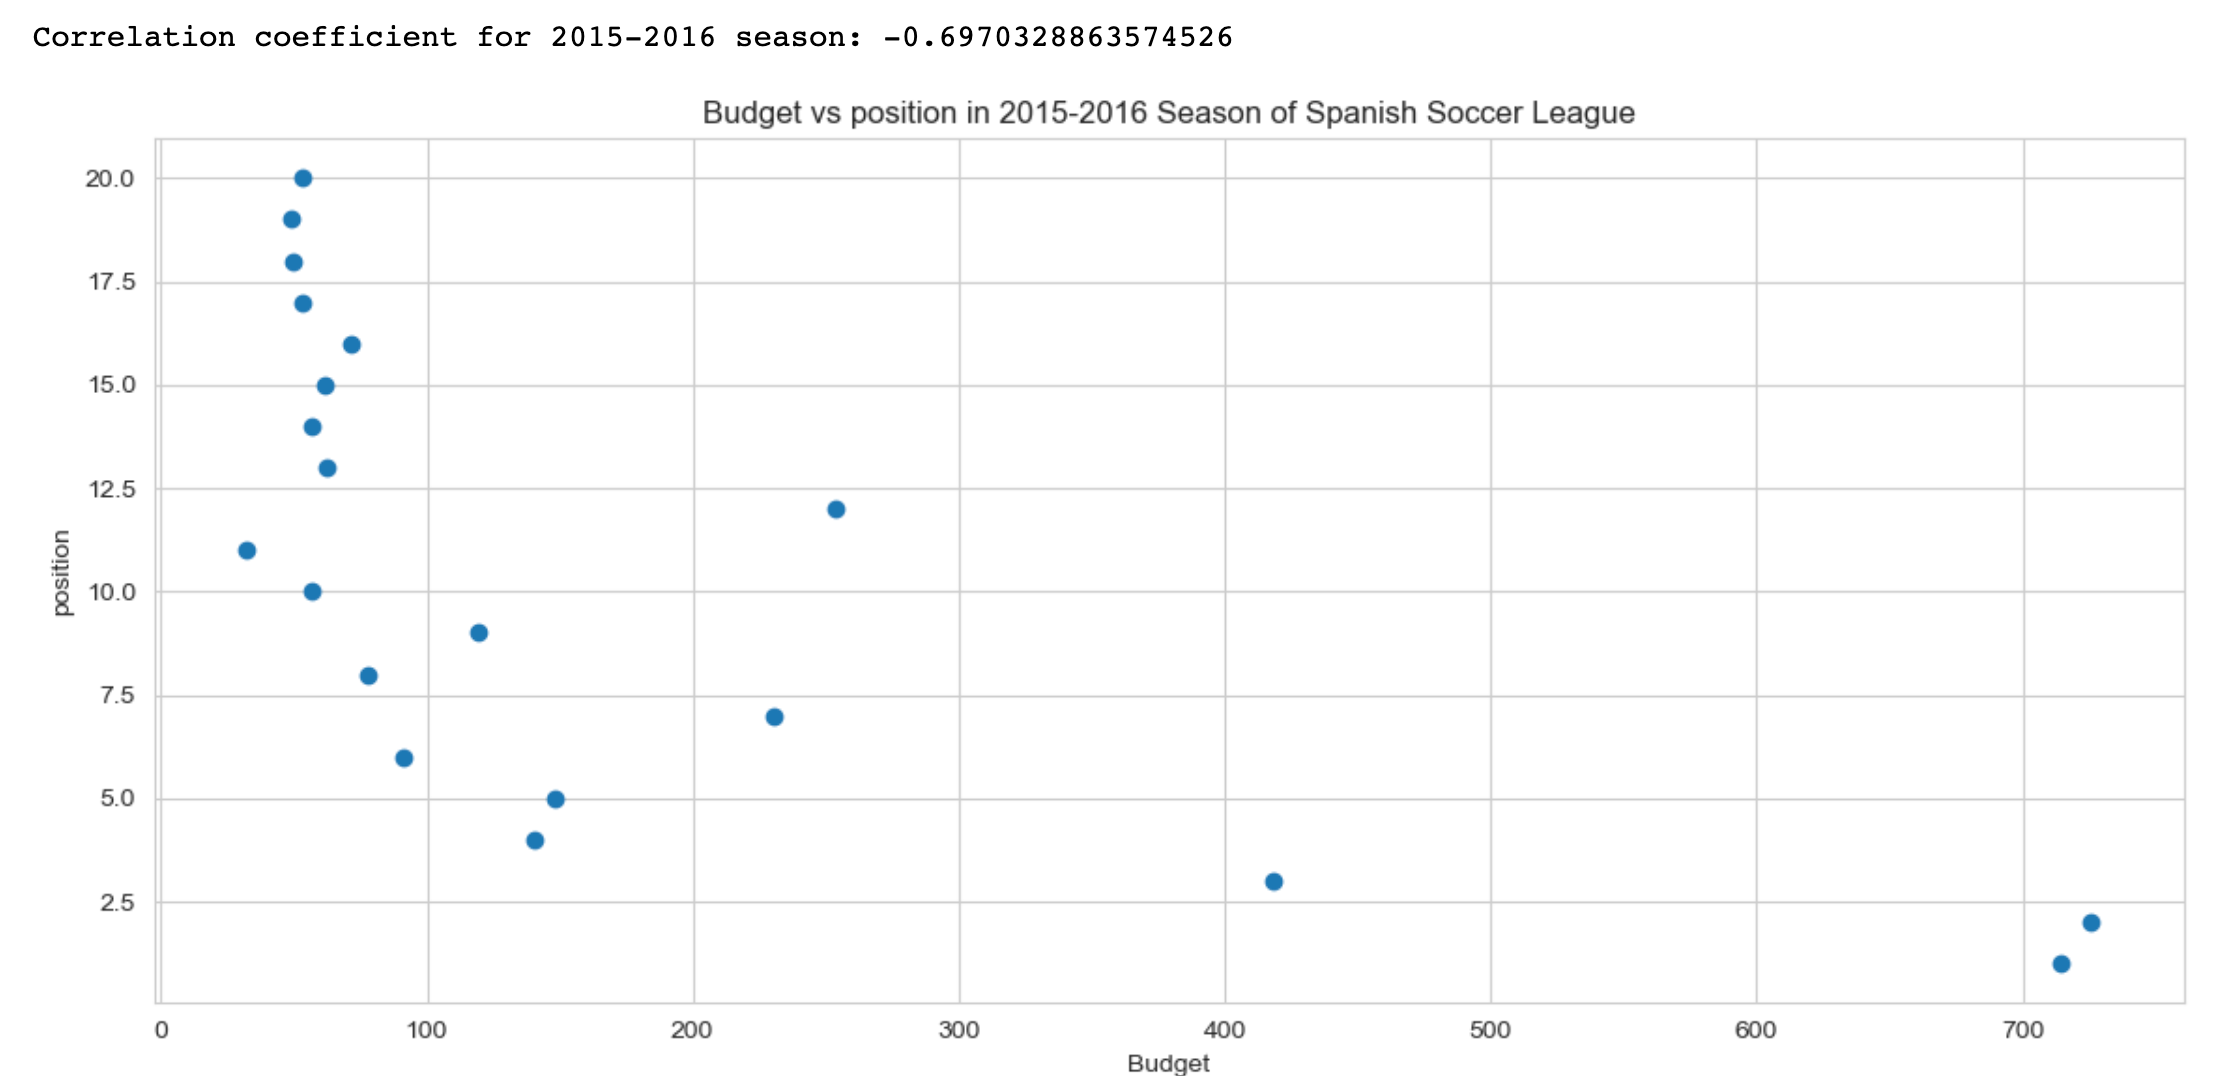 Correlation coefficient for 2015-2016 season: -0.6970328863574526
Budget vs position in 2015-2016 Season of Spanish Soccer League
20.0
17.5
15.0
12.5
10.0
7.5
5.0
2.5
position
0 100 200 300 400 500 600 700
Budget